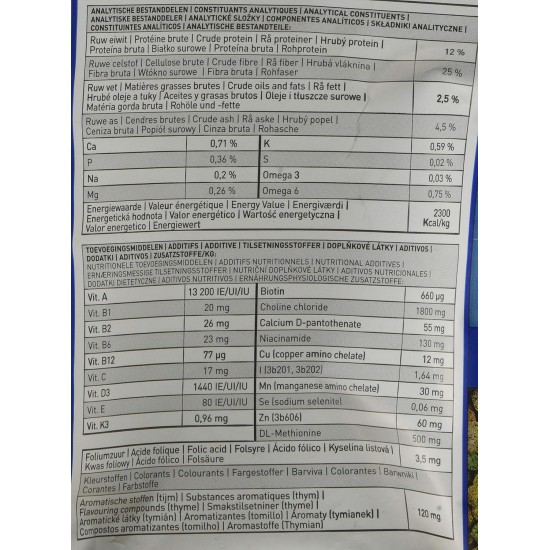 ANALYTISCHE BESTANDDELEN | CONSTITUANTS ANALYTIQUES | ANALYTICAL CONSTITUENTS |
ANALYTISKE BESTANDDELER | ANALYTICKÉ SLOŽKY | COMPONENTES ANALÍTICOS | SKŁADNIKI ANALITYCZNE |
CONSTITUINTES ANALÍTICOS | ANALYTISCHE BESTANDTEILE:
Ruw eiwit | Protéine brute | Crude protein | Rå proteiner | Hrubý protein |
Proteína bruta | Białko surowe | Proteína bruta | Rohprotein
12 %
Ruwe celstof | Cellulose brute | Crude fibre | Rå fiber | Hrubá vláknina |
Fibra bruta | Włókno surowe | Fibra bruta | Rohfaser
25 %
Ruw vet | Matières grasses brutes | Crude oils and fats | Rå fett |
Hrubé oleje a tuky | Aceites y grasas brutos | Oleje i tłuszcze surowe |
Matéria gorda bruta | Rohöle und -fette
2,5 %
Ruwe as | Cendres brutes | Crude ash | Rå aske | Hrubý popel |
Ceniza bruta | Popiół surowy | Cinza bruta | Rohasche
4,5 %
Ca 0,71 % K 0,59 %
P 0,36 % S 0,02 %
Na 0,2 % Omega 3 0,03 %
Mg 0,26 % Omega 6 0,75 %
Energiewaarde | Valeur énergétique | Energy Value | Energiverdi |
Energetická hodnota | Valor energético | Wartość energetyczna |
Valor energetico | Energiewert
2300
Kcal/kg
TOEVOEGINGSMIDDELEN | ADDITIFS | ADDITIVE | TILSETNINGSSTOFFER | DOPLŇKOVÉ LÁTKY | ADITIVOS |
DODATKI | ADITIVOS | ZUSATZSTOFFE/KG:
NUTRITIONELE TOEVOEGINGSMIDDELEN | ADDITIFS NUTRITIONNELS | NUTRITIONAL ADDITIVES |
ERNÆRINGSMESSIGE TILSETNINGSSTOFFER | NUTRIČNÍ DOPLŇKOVÉ LÁTKY | ADITIVOS NUTRICIONALES |
DODATKI DIETETYCZNE | ADITIVOS NUTRITIVOS | ERNÄHRUNGSPHYSIOLOGISCHE ZUSATZSTOFFE:
Vit. A 13 200 IE/UI/IU Biotin 660 µg
Vit. B1 20 mg Choline chloride 1800 mg
Vit. B2 26 mg Calcium D-pantothenate 55 mg
Vit. B6 23 mg Niacinamide 130 mg
Vit. B12 77 µg Cu (copper amino chelate) 12 mg
Vit. C 17 mg I (3b201, 3b202) 1,64 mg
Vit. D3 1440 IE/UI/IU Mn (manganese amino chelate) 30 mg
Vit. E 80 IE/UI/IU Se (sodium selenite) 0,06 mg
Vit. K3 0,96 mg Zn (3b606) 60 mg
DL-Methionine 500 mg
Foliumzuur | Acide folique | Folic acid | Folsyre | Ácido fólico | Kyselina listová |
Kwas foliowy | Ácido fólico | Folsäure
3,5 mg
Kleurstoffen | Colorants | Colourants | Fargestoffer | Barviva | Colorantes | Barwniki |
Corantes | Farbstoffe
Aromatische stoffen (tijm) | Substances aromatiques (thym) |
Flavouring compounds (thyme) | Smakstilsetninger (thyme) |
Aromatické látky (tymián) | Aromatizantes (tomillo) | Aromaty (tymianek) |
Compostos aromatizantes (tomilho) | Aromastoffe (Thymian)
120 mg